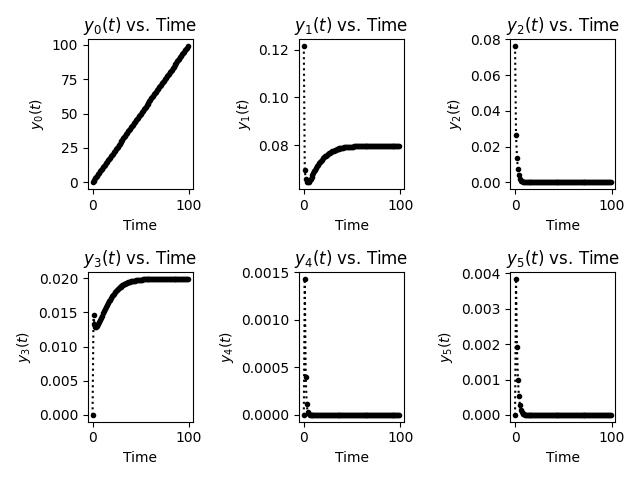 y₀(t) vs. Time
y₁(t) vs. Time
y₂(t) vs. Time
100
75
50
25
0
y₀(t)
0
100
Time
0.12
0.10
0.08
y₁(t)
0
100
Time
0.08
0.06
0.04
0.02
0.00
y₂(t)
0
100
Time
y₃(t) vs. Time
y₄(t) vs. Time
y₅(t) vs. Time
0.020
0.015
0.010
0.005
0.000
y₃(t)
0
100
Time
0.0015
0.0010
0.0005
0.0000
y₄(t)
0
100
Time
0.004
0.003
0.002
0.001
0.000
y₅(t)
0
100
Time